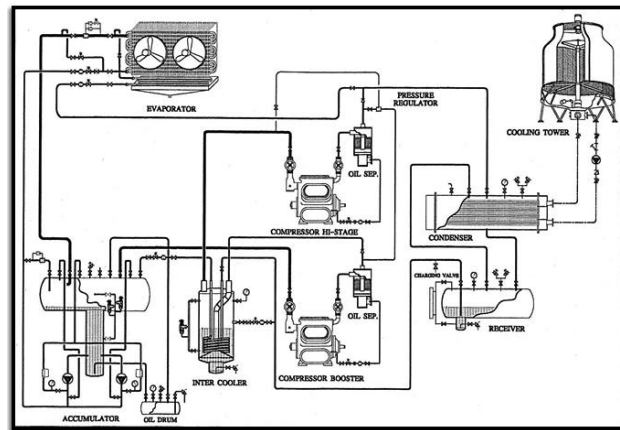 EVAPORATOR
PRESSURE
REGULATOR
COOLING TOWER
OIL SEP.
COMPRESSOR HI-STAGE
CONDENSER
CHARGING VALVE
OIL SEP.
RECEIVER
INTER COOLER
COMPRESSOR BOOSTER
ACCUMULATOR
OIL DRUM